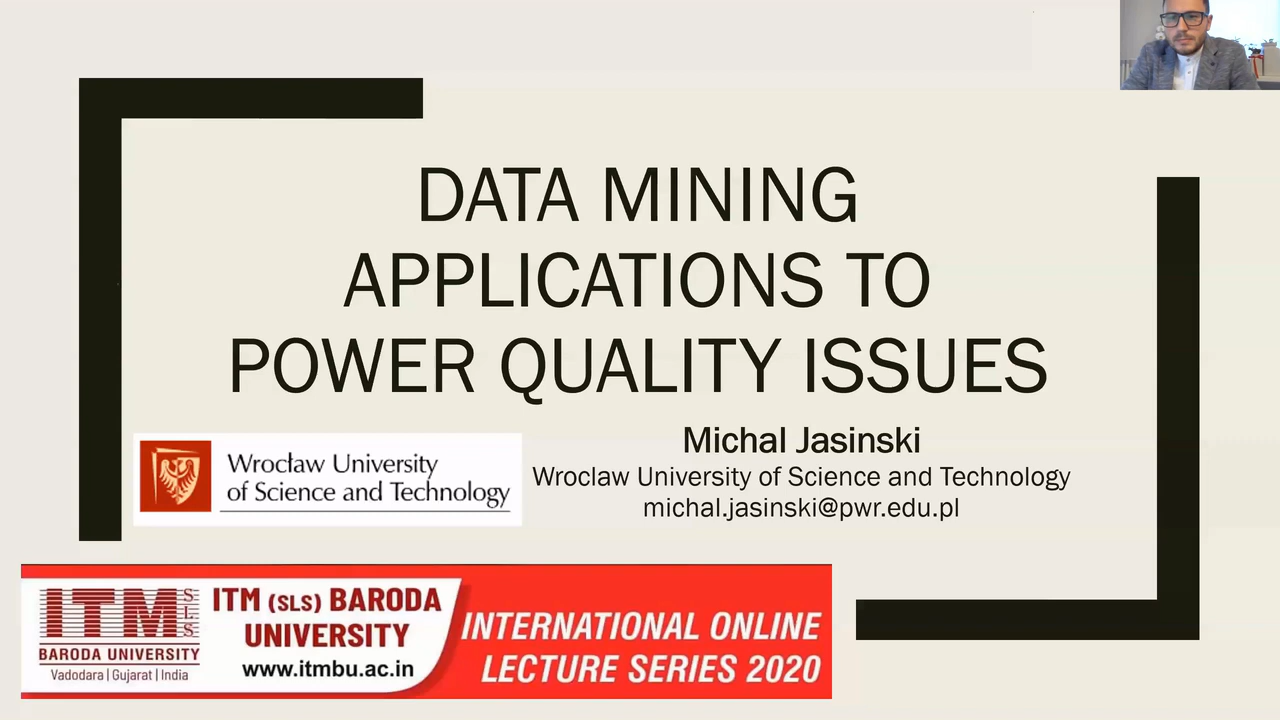 DATA MINING
APPLICATIONS TO
POWER QUALITY ISSUES
Michal Jasinski
Wroclaw University of Science and Technology
michal.jasinski@pwr.edu.pl
Wrocław University
of Science and Technology
ITM
SLS
BARODA UNIVERSITY
Vadodara | Gujarat | India
ITM (SLS) BARODA
UNIVERSITY
www.itmbu.ac.in
INTERNATIONAL ONLINE
LECTURE SERIES 2020